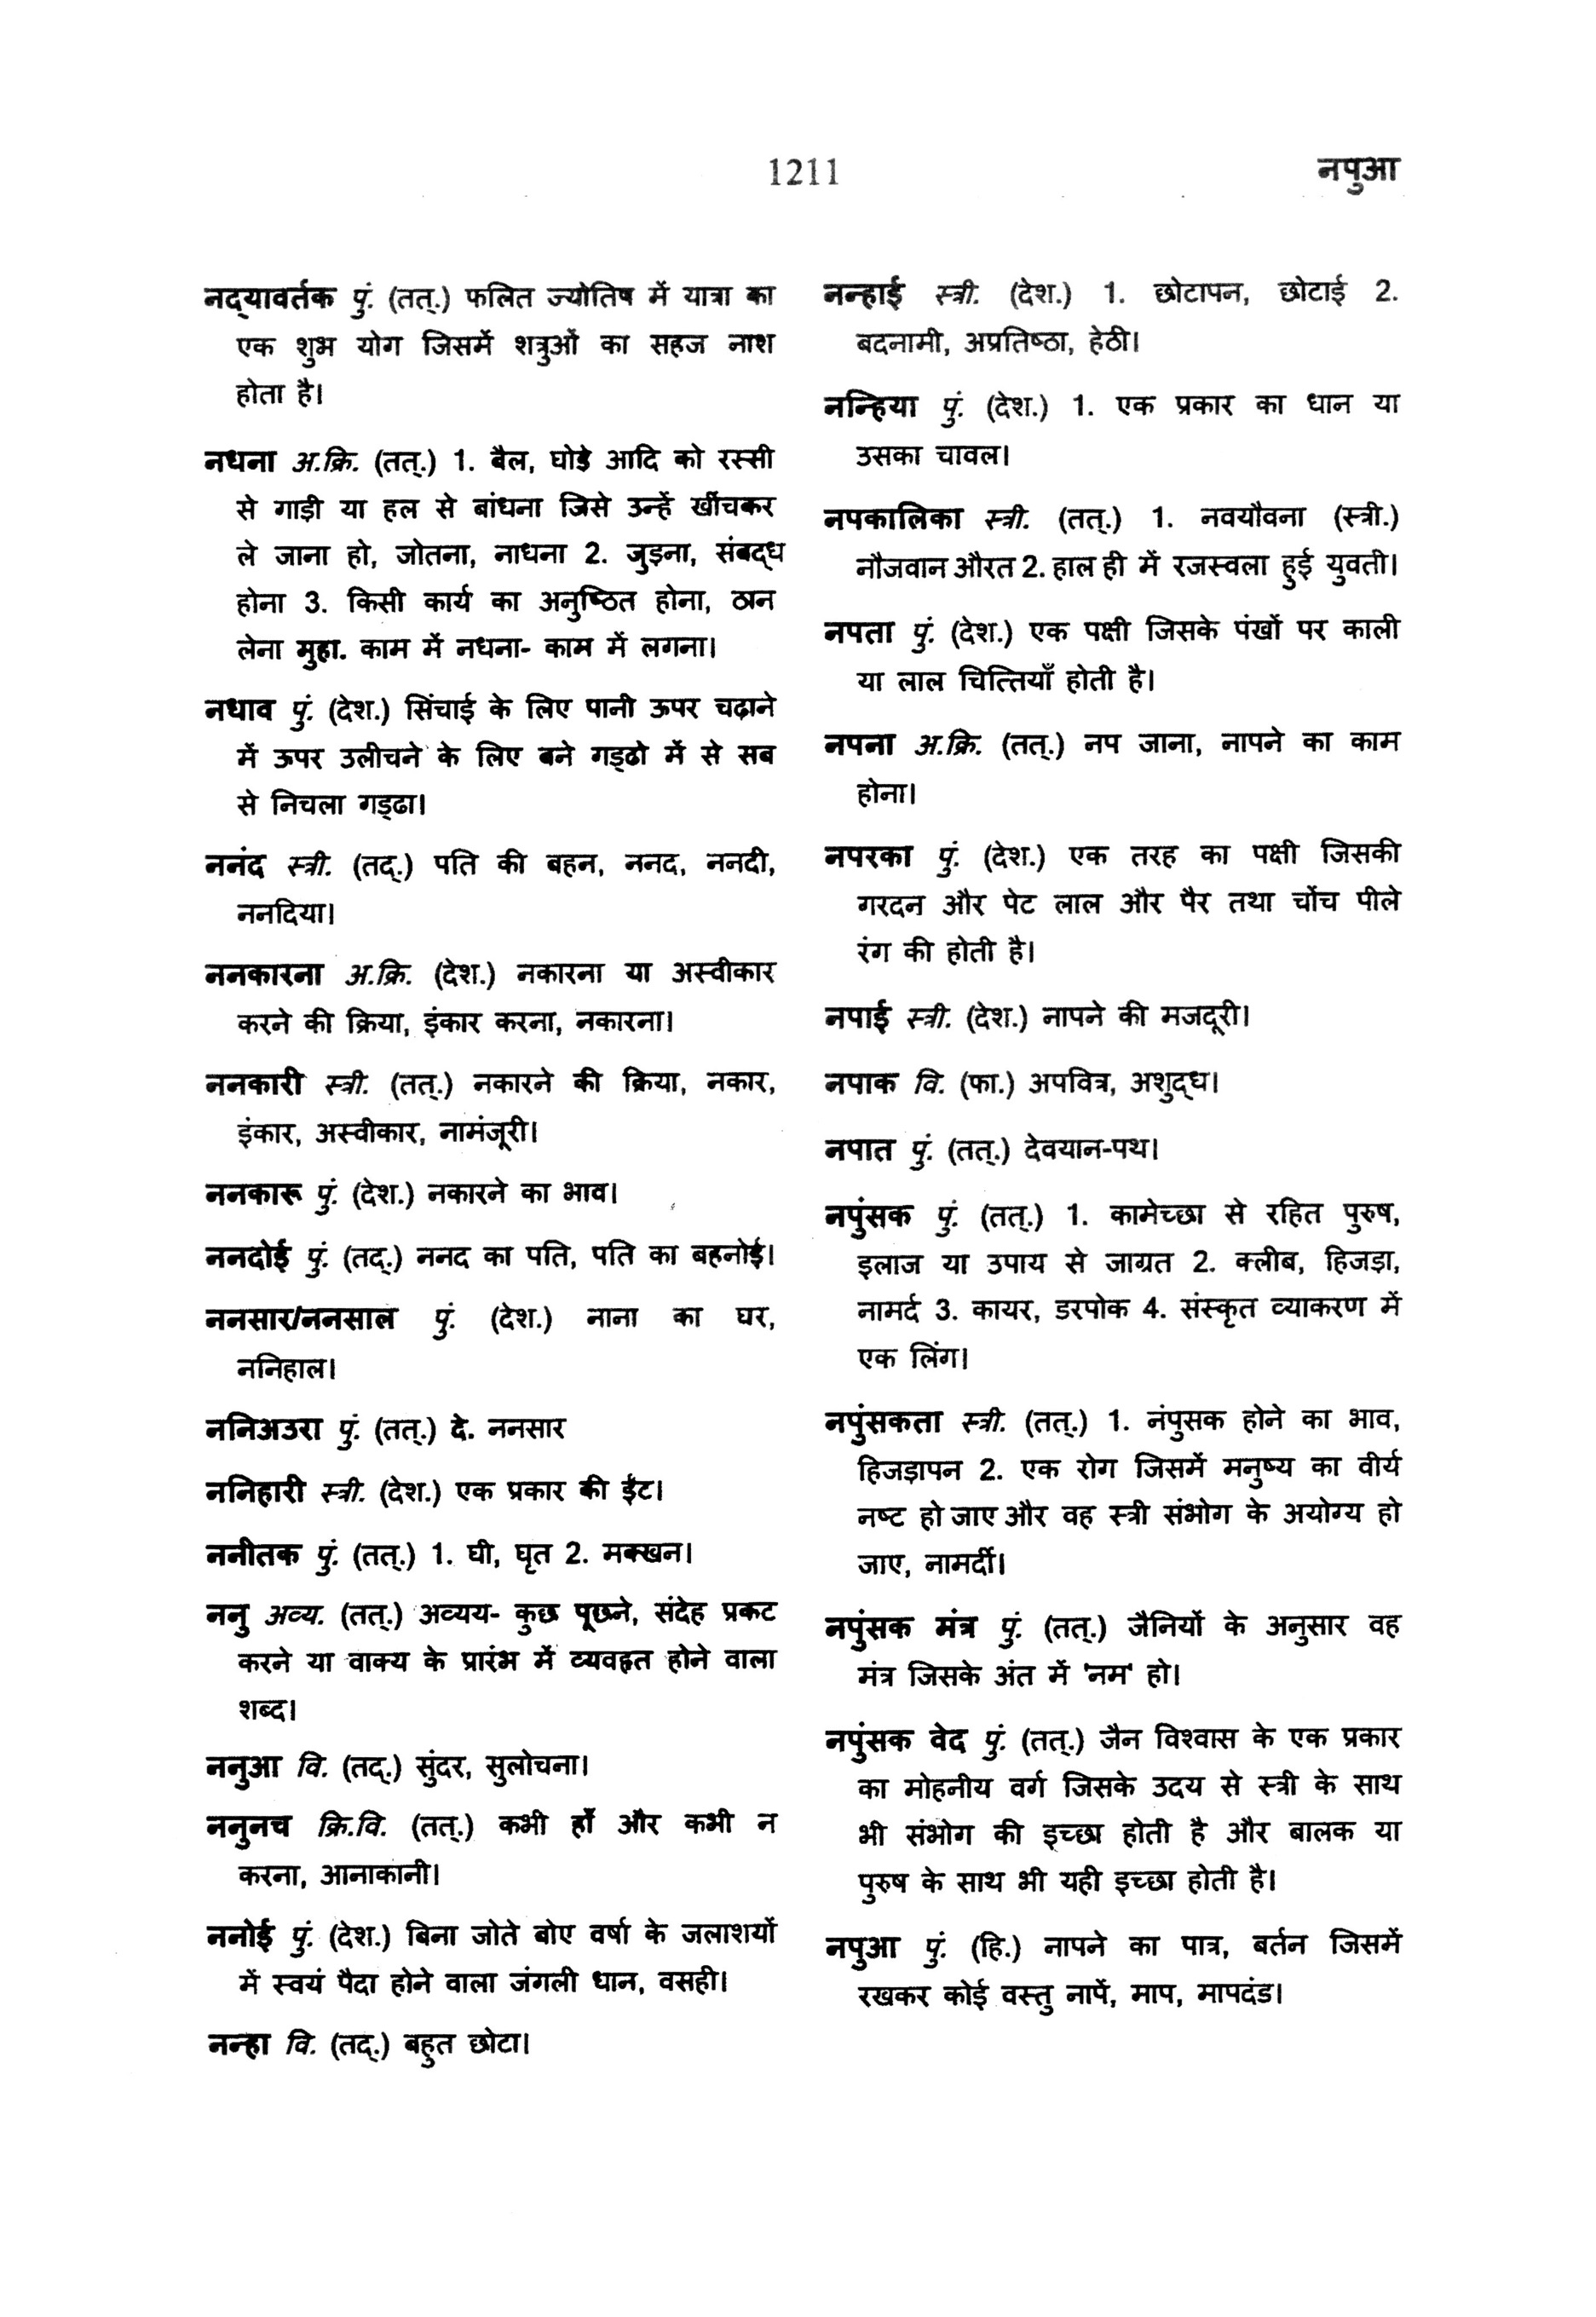 1211
नपुआ
नद्यावर्तक पुं. (तत्.) फलित ज्योतिष में यात्रा का
एक शुभ योग जिसमें शत्रुओं का सहज नाश
होता है।
नधना अ.क्रि. (तत्.) 1. बैल, घोड़े आदि को रस्सी
से गाड़ी या हल से बांधना जिसे उन्हें खींचकर
ले जाना हो, जोतना, नाधना 2. जुड़ना, संबद्ध
होना 3. किसी कार्य का अनुष्ठित होना, ठान
लेना मुहा. काम में नधना- काम में लगना।
नधाव पुं. (देश.) सिंचाई के लिए पानी ऊपर चढ़ाने
में ऊपर उलीचने के लिए बने गड्ढो में से सब
से निचला गड्ढा।
ननंद स्त्री. (तद्.) पति की बहन, ननद, ननदी,
ननदिया।
ननकारना अ.क्रि. (देश.) नकारना या अस्वीकार
करने की क्रिया, इंकार करना, नकारना।
ननकारी स्त्री. (तत्.) नकारने की क्रिया, नकार,
इंकार, अस्वीकार, नामंजूरी।
ननकारू पुं. (देश.) नकारने का भाव।
ननदोई पुं. (तद्.) ननद का पति, पति का बहनोई।
ननसार/ननसाल पुं. (देश.) नाना का घर,
ननिहाल।
ननिअउरा पुं. (तत्.) दे. ननसार
ननिहारी स्त्री. (देश.) एक प्रकार की ईंट।
ननीतक पुं. (तत्.) 1. घी, घृत 2. मक्खन।
ननु अव्य. (तत्.) अव्यय- कुछ पूछने, संदेह प्रकट
करने या वाक्य के प्रारंभ में व्यवहृत होने वाला
शब्द।
ननुआ वि. (तद्.) सुंदर, सुलोचना।
ननुनच क्रि.वि. (तत्.) कभी हाँ और कभी न
करना, आनाकानी।
ननोई पुं. (देश.) बिना जोते बोए वर्षा के जलाशयों
में स्वयं पैदा होने वाला जंगली धान, वसही।
नन्हा वि. (तद्.) बहुत छोटा।
नन्हाई स्त्री. (देश.) 1. छोटापन, छोटाई 2.
बदनामी, अप्रतिष्ठा, हेठी।
नन्हिया पुं. (देश.) 1. एक प्रकार का धान या
उसका चावल।
नपकालिका स्त्री. (तत्.) 1. नवयौवना (स्त्री.)
नौजवान औरत 2. हाल ही में रजस्वला हुई युवती।
नपता पुं. (देश.) एक पक्षी जिसके पंखों पर काली
या लाल चित्तियाँ होती है।
नपना अ.क्रि. (तत्.) नप जाना, नापने का काम
होना।
नपरका पुं. (देश.) एक तरह का पक्षी जिसकी
गरदन और पेट लाल और पैर तथा चोंच पीले
रंग की होती है।
नपाई स्त्री. (देश.) नापने की मजदूरी।
नपाक वि. (फा.) अपवित्र, अशुद्ध।
नपात पुं. (तत्.) देवयान-पथ।
नपुंसक पुं. (तत्.) 1. कामेच्छा से रहित पुरुष,
इलाज या उपाय से जाग्रत 2. क्लीब, हिजड़ा,
नामर्द 3. कायर, डरपोक 4. संस्कृत व्याकरण में
एक लिंग।
नपुंसकता स्त्री. (तत्.) 1. नंपुसक होने का भाव,
हिजड़ापन 2. एक रोग जिसमें मनुष्य का वीर्य
नष्ट हो जाए और वह स्त्री संभोग के अयोग्य हो
जाए, नामर्दी।
नपुंसक मंत्र पुं. (तत्.) जैनियों के अनुसार वह
मंत्र जिसके अंत में 'नम' हो।
नपुंसक वेद पुं. (तत्.) जैन विश्वास के एक प्रकार
का मोहनीय वर्ग जिसके उदय से स्त्री के साथ
भी संभोग की इच्छा होती है और बालक या
पुरुष के साथ भी यही इच्छा होती है।
नपुआ पुं. (हि.) नापने का पात्र, बर्तन जिसमें
रखकर कोई वस्तु नापें, माप, मापदंड।